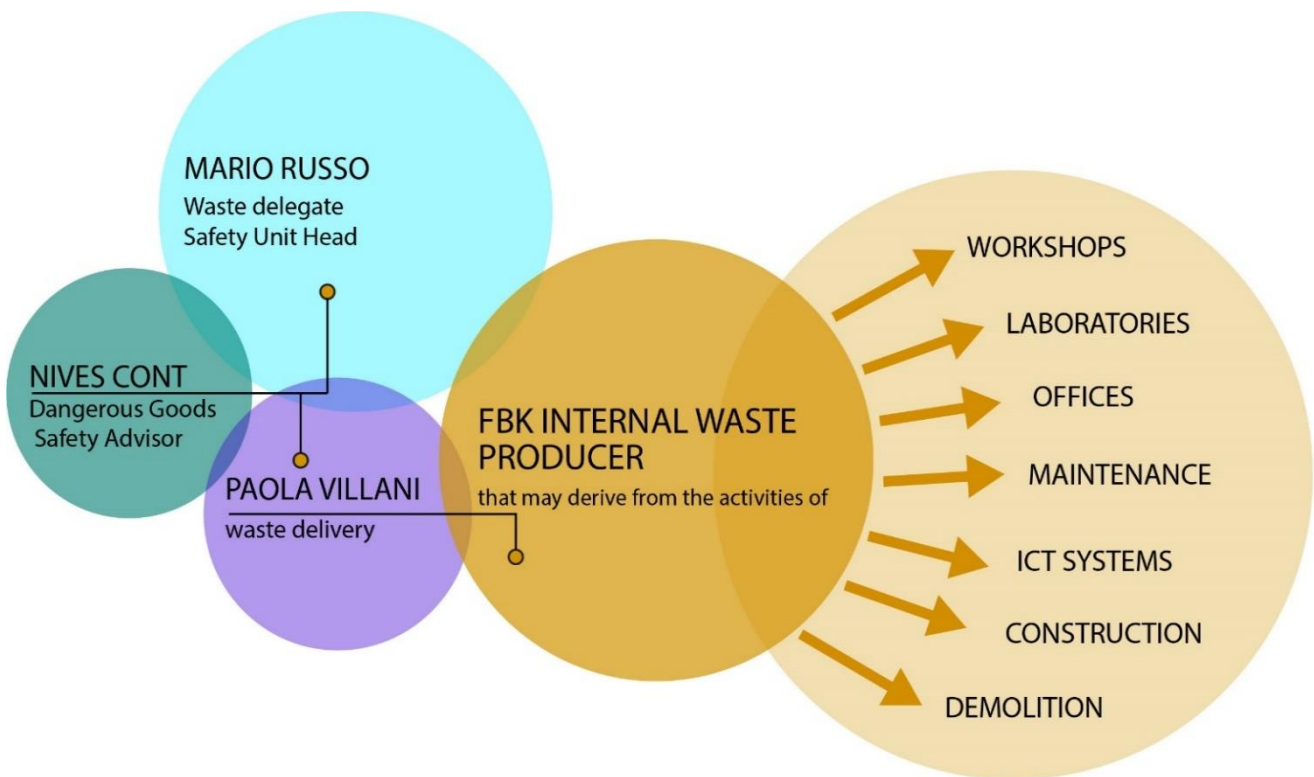 MARIO RUSSO
Waste delegate
Safety Unit Head
NIVES CONT
Dangerous Goods
Safety Advisor
PAOLA VILLANI
waste delivery
FBK INTERNAL WASTE
PRODUCER
that may derive from the activities of
WORKSHOPS
LABORATORIES
OFFICES
MAINTENANCE
ICT SYSTEMS
CONSTRUCTION
DEMOLITION